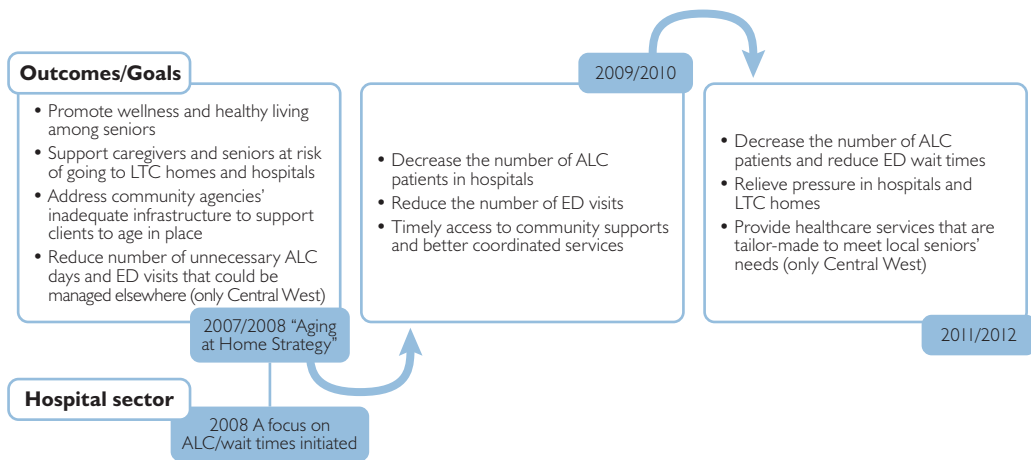 Outcomes/Goals
• Promote wellness and healthy living
among seniors
• Support caregivers and seniors at risk
of going to LTC homes and hospitals
• Address community agencies'
inadequate infrastructure to support
clients to age in place
• Reduce number of unnecessary ALC
days and ED visits that could be
managed elsewhere (only Central West)
2007/2008 “Aging
at Home Strategy”
Hospital sector
2008 A focus on
ALC/wait times initiated
2009/2010
• Decrease the number of ALC
patients in hospitals
• Reduce the number of ED visits
• Timely access to community supports
and better coordinated services
• Decrease the number of ALC
patients and reduce ED wait times
• Relieve pressure in hospitals and
LTC homes
• Provide healthcare services that are
tailor-made to meet local seniors'
needs (only Central West)
2011/2012